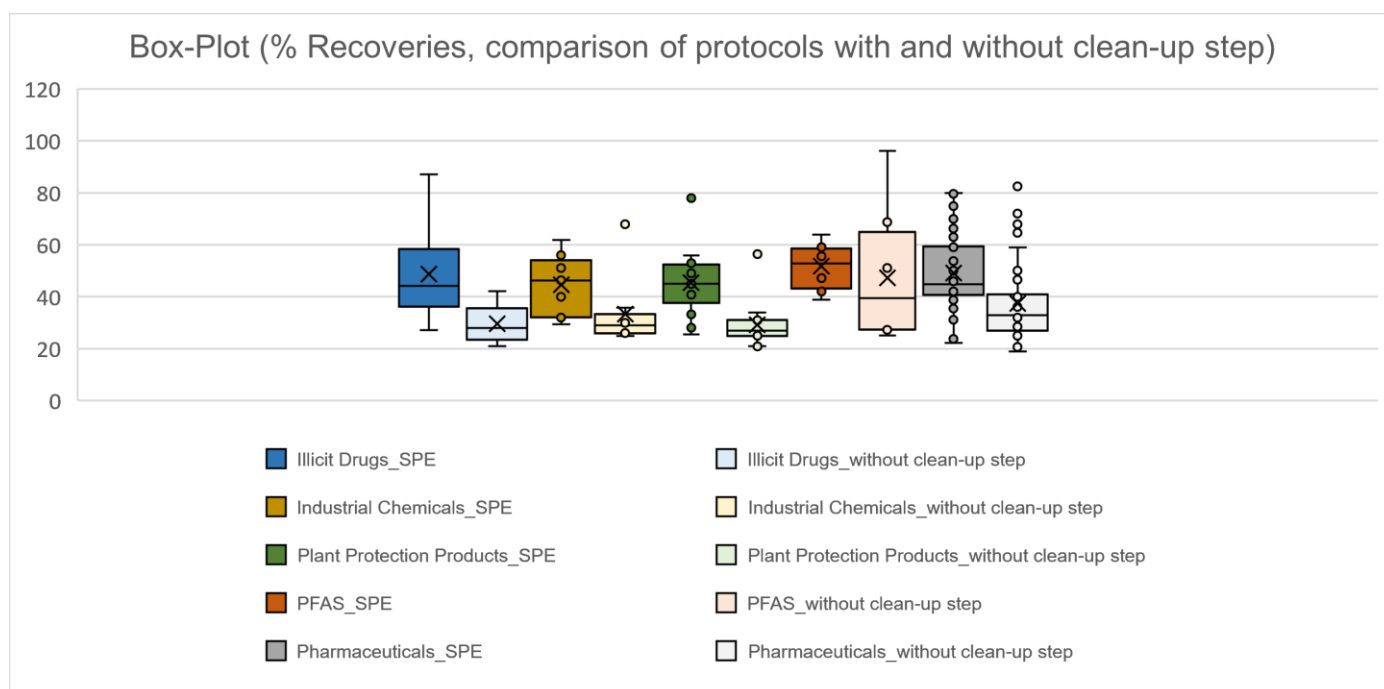 Box-Plot (% Recoveries, comparison of protocols with and without clean-up step)
120
100
80
60
40
20
0
Illicit Drugs_SPE
Illicit Drugs_without clean-up step
Industrial Chemicals_SPE
Industrial Chemicals_without clean-up step
Plant Protection Products_SPE
Plant Protection Products_without clean-up step
PFAS_SPE
PFAS_without clean-up step
Pharmaceuticals_SPE
Pharmaceuticals_without clean-up step